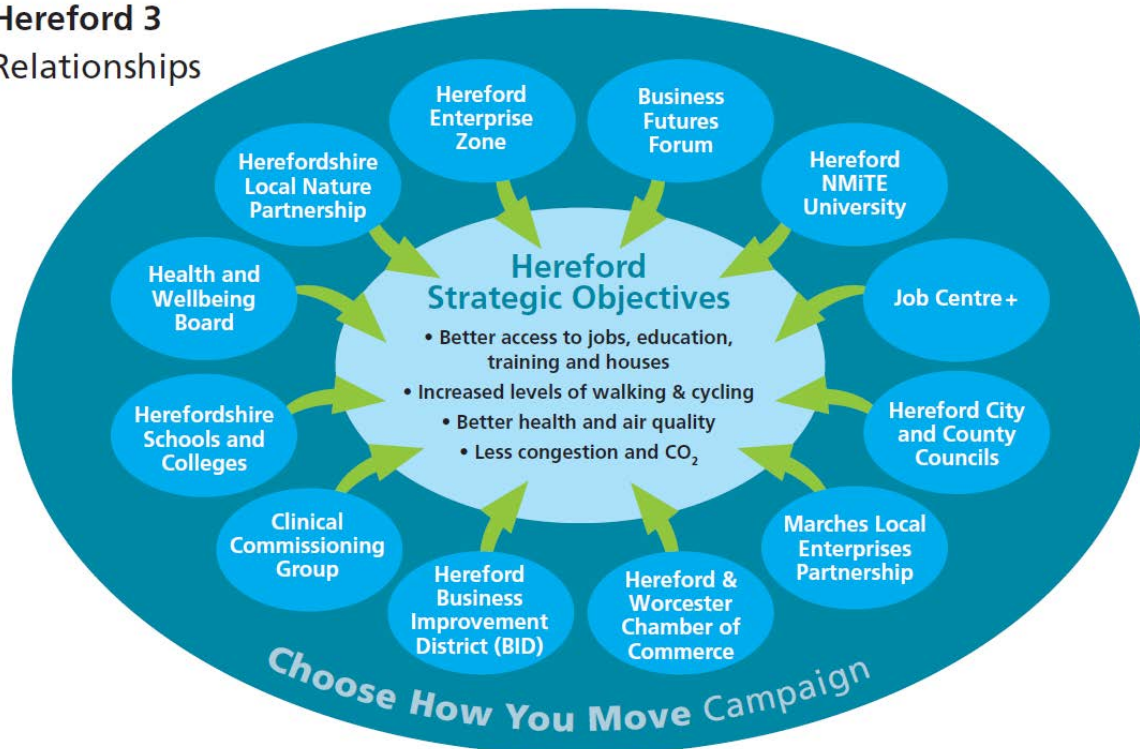 Hereford 3
Relationships
Hereford
Enterprise
Zone
Business
Futures
Forum
Herefordshire
Local Nature
Partnership
Hereford
NMiTE
University
Health and
Wellbeing
Board
Job Centre+
Hereford
Strategic Objectives
• Better access to jobs, education,
training and houses
• Increased levels of walking & cycling
• Better health and air quality
• Less congestion and CO₂
Herefordshire
Schools and
Colleges
Hereford City
and County
Councils
Clinical
Commissioning
Group
Marches Local
Enterprises
Partnership
Hereford
Business
Improvement
District (BID)
Hereford &
Worcester
Chamber of
Commerce
Choose How You Move Campaign